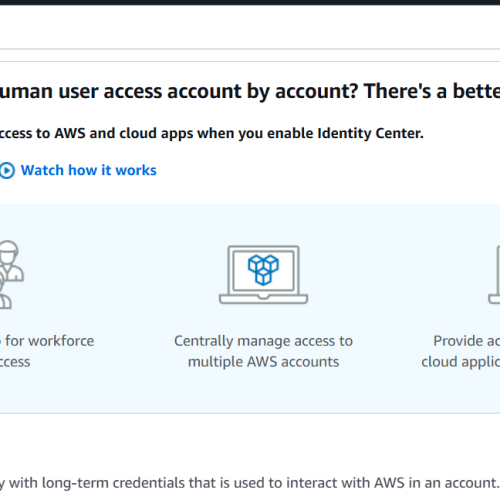 uman user access account by account? There's a bette
ccess to AWS and cloud apps when you enable Identity Center.
Watch how it works
for workforce
ccess
Centrally manage access to
multiple AWS accounts
Provide ac
cloud applic
y with long-term credentials that is used to interact with AWS in an account.